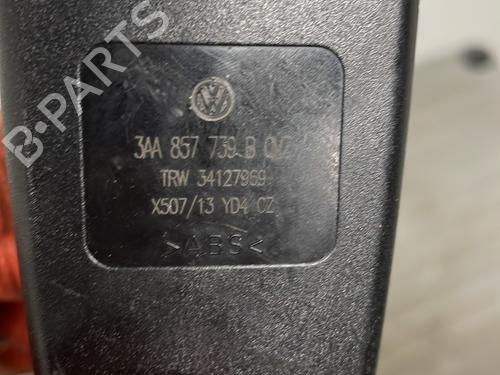 B-PARTS
3AA 857 739 B
TRW 34127969
X507/13 YD4 CZ
>ABS<